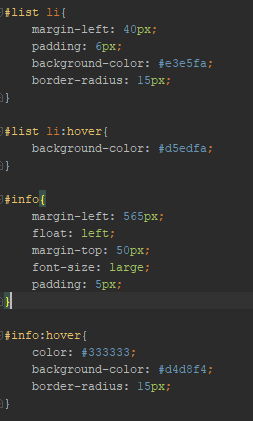 #list li{
margin-left: 40px;
padding: 6px;
background-color: #e3e5fa;
border-radius: 15px;
}
#list li:hover{
background-color: #d5edfa;
}
#info{
margin-left: 565px;
float: left;
margin-top: 50px;
font-size: large;
padding: 5px;
}
#info:hover{
color: #333333;
background-color: #d4d8f4;
border-radius: 15px;
}